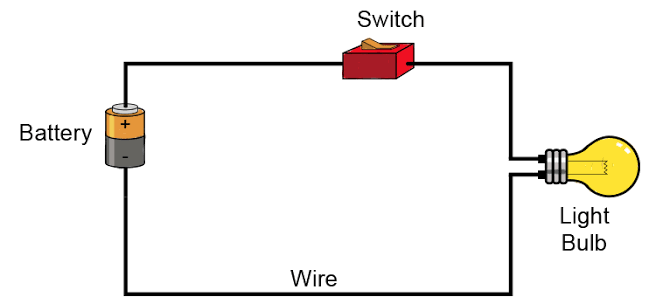 Switch
Battery
+
-
Light
Bulb
Wire